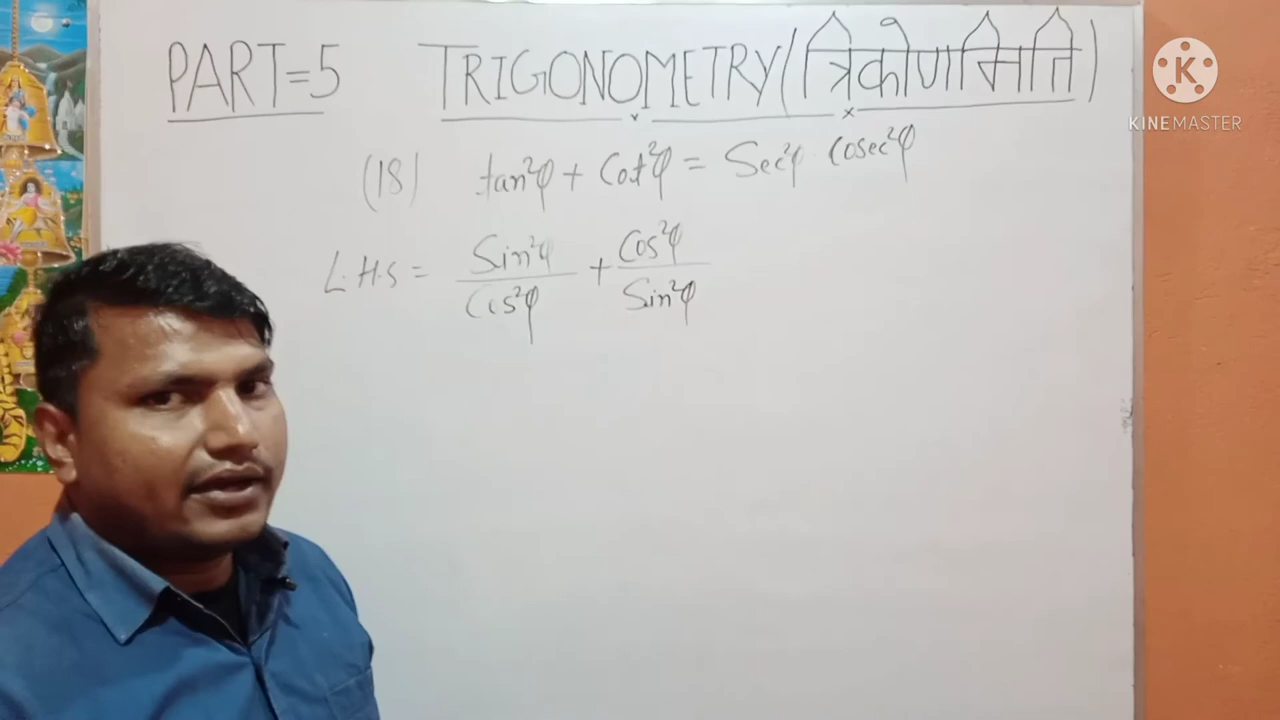 PART=5 TRIGONOMETRY (त्रिकोणमिति)
(18) tan²φ + Cot²φ = Sec²φ · Cosec²φ
L.H.S = Sin²φ/Cos²φ + Cos²φ/Sin²φ
K
KINEMASTER